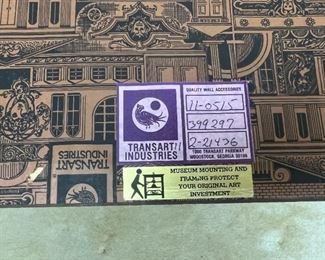 QUALITY WALL ACCESSORIES
11-0515
399297
2-21436
TRANSART
INDUSTRIES
1000 TRANSART PARKWAY
WOODSTOCK, GEORGIA 30188
MUSEUM MOUNTING AND
FRAMING PROTECT
YOUR ORIGINAL ART
INVESTMENT
TRANSART
INDUSTRIES